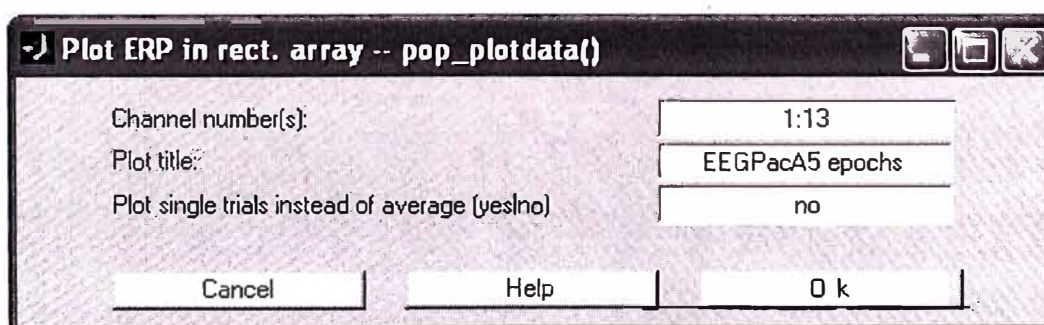 Plot ERP in rect. array -- pop_plotdata()
Channel number(s): 1:13
Plot title: EEGPacA5 epochs
Plot single trials instead of average (yes|no) no
Cancel Help O k